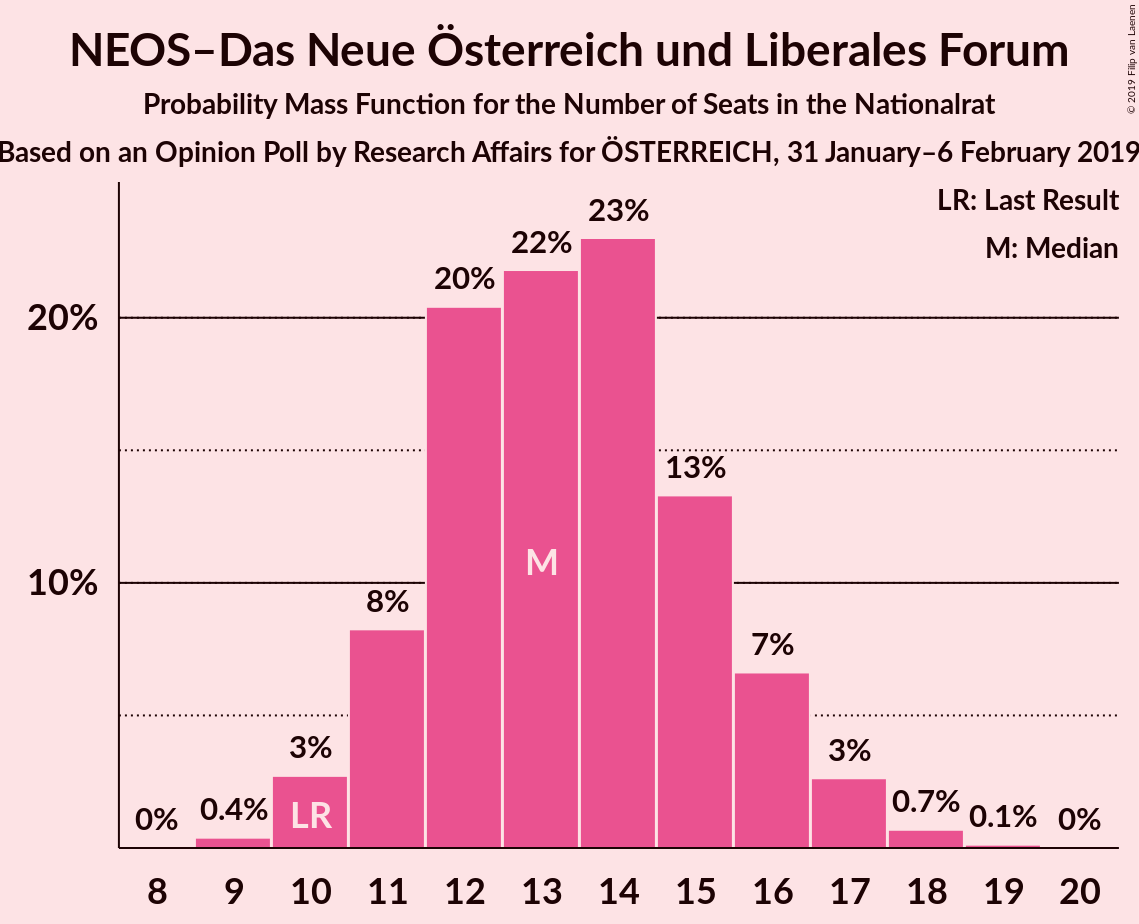 NEOS–Das Neue Österreich und Liberales Forum
Probability Mass Function for the Number of Seats in the Nationalrat
Based on an Opinion Poll by Research Affairs for ÖSTERREICH, 31 January–6 February 2019
© 2019 Filip van Laenen
LR: Last Result
M: Median
23%
22%
20%
20%
13%
M
10%
8%
7%
3%
3%
0.7%
0.4%
LR
0.1%
0%
0%
8 9 10 11 12 13 14 15 16 17 18 19 20